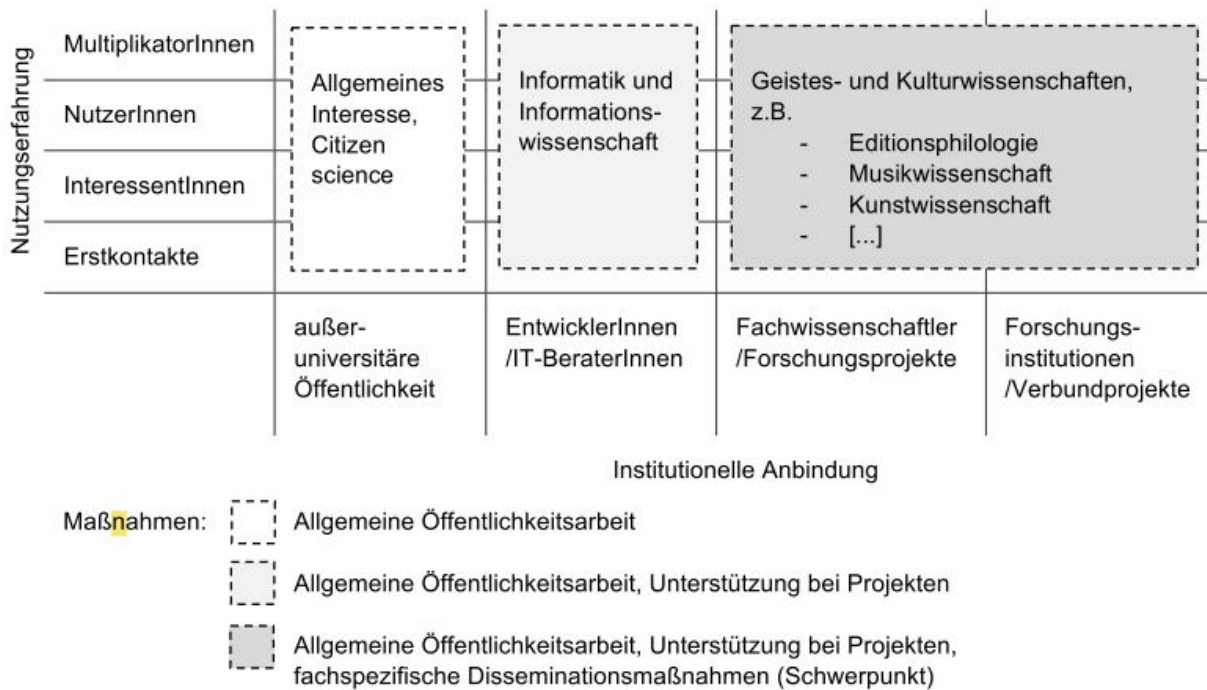 Nutzungserfahrung
MultiplikatorInnen
NutzerInnen
InteressentInnen
Erstkontakte
Allgemeines
Interesse,
Citizen
science
Informatik und
Informations-
wissenschaft
Geistes- und Kulturwissenschaften,
z.B.
- Editionsphilologie
- Musikwissenschaft
- Kunstwissenschaft
- [...]
außer-
universitäre
Öffentlichkeit
EntwicklerInnen
/IT-BeraterInnen
Fachwissenschaftler
/Forschungsprojekte
Forschungs-
institutionen
/Verbundprojekte
Institutionelle Anbindung
Maßnahmen:
Allgemeine Öffentlichkeitsarbeit
Allgemeine Öffentlichkeitsarbeit, Unterstützung bei Projekten
Allgemeine Öffentlichkeitsarbeit, Unterstützung bei Projekten,
fachspezifische Disseminationsmaßnahmen (Schwerpunkt)